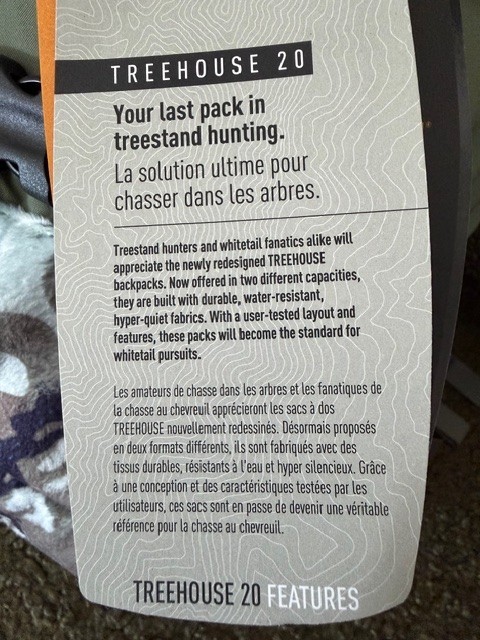 TREEHOUSE 20
Your last pack in
treestand hunting.
La solution ultime pour
chasser dans les arbres.
Treestand hunters and whitetail fanatics alike will
appreciate the newly redesigned TREEHOUSE
backpacks. Now offered in two different capacities,
they are built with durable, water-resistant,
hyper-quiet fabrics. With a user-tested layout and
features, these packs will become the standard for
whitetail pursuits.
Les amateurs de chasse dans les arbres et les fanatiques de
la chasse au chevreuil apprécieront les sacs à dos
TREEHOUSE nouvellement redessinés. Désormais proposés
en deux formats différents, ils sont fabriqués avec des
tissus durables, résistants à l'eau et hyper silencieux. Grâce
à une conception et des caractéristiques testées par les
utilisateurs, ces sacs sont en passe de devenir une véritable
référence pour la chasse au chevreuil.
TREEHOUSE 20 FEATURES